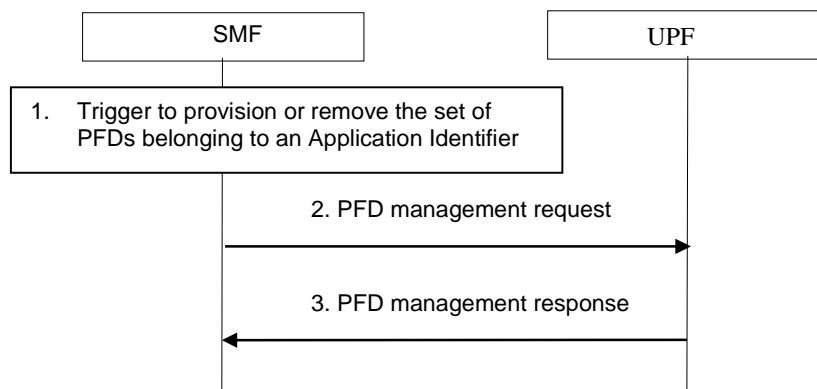 SMF
UPF
1. Trigger to provision or remove the set of
PFDs belonging to an Application Identifier
2. PFD management request
3. PFD management response